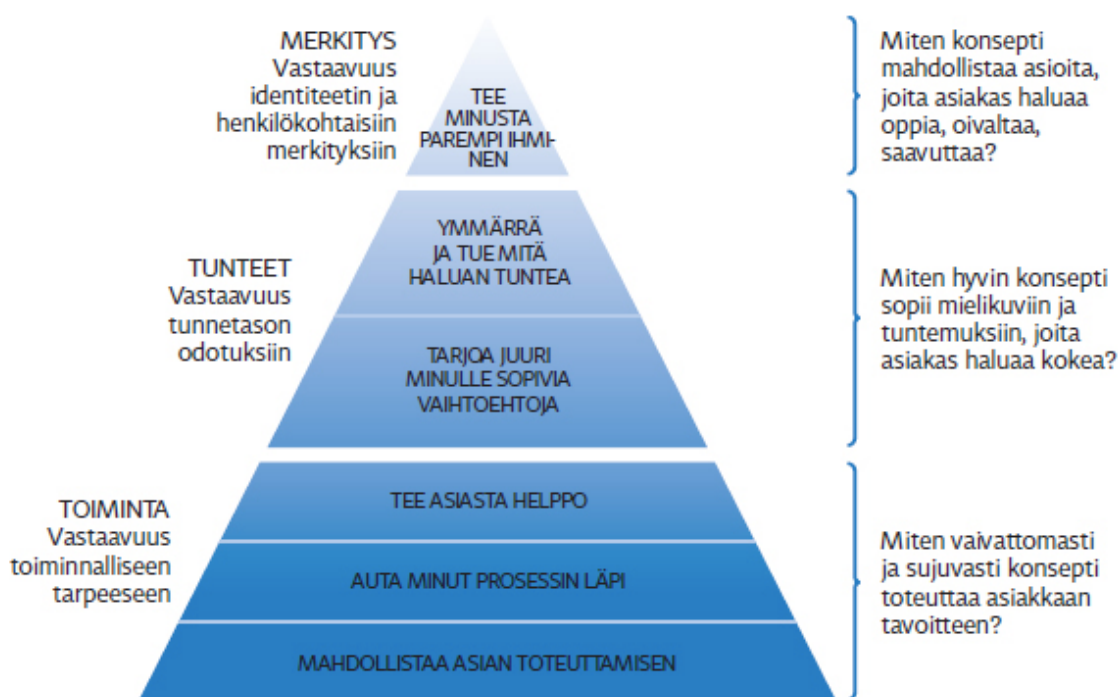 MERKITYS
Vastaavuus
identiteetin ja
henkilökohtaisiin
merkityksiin
TEE
MINUSTA
PAREMPI IHMI-
NEN
Miten konsepti
mahdollistaa asioita,
joita asiakas haluaa
oppia, oivaltaa,
saavuttaa?
TUNTEET
Vastaavuus
tunnetason
odotuksiin
YMMÄRRÄ
JA TUE MITÄ
HALUAN TUNTEA
TARJOA JUURI
MINULLE SOPIVIA
VAIHTOEHTOJA
Miten hyvin konsepti
sopii mielikuviin ja
tuntemuksiin, joita
asiakas haluaa kokea?
TOIMINTA
Vastaavuus
toiminnalliseen
tarpeeseen
TEE ASIASTA HELPPO
AUTA MINUT PROSESSIN LÄPI
MAHDOLLISTAA ASIAN TOTEUTTAMISEN
Miten vaivattomasti
ja sujuvasti konsepti
toteuttaa asiakkaan
tavoitteen?